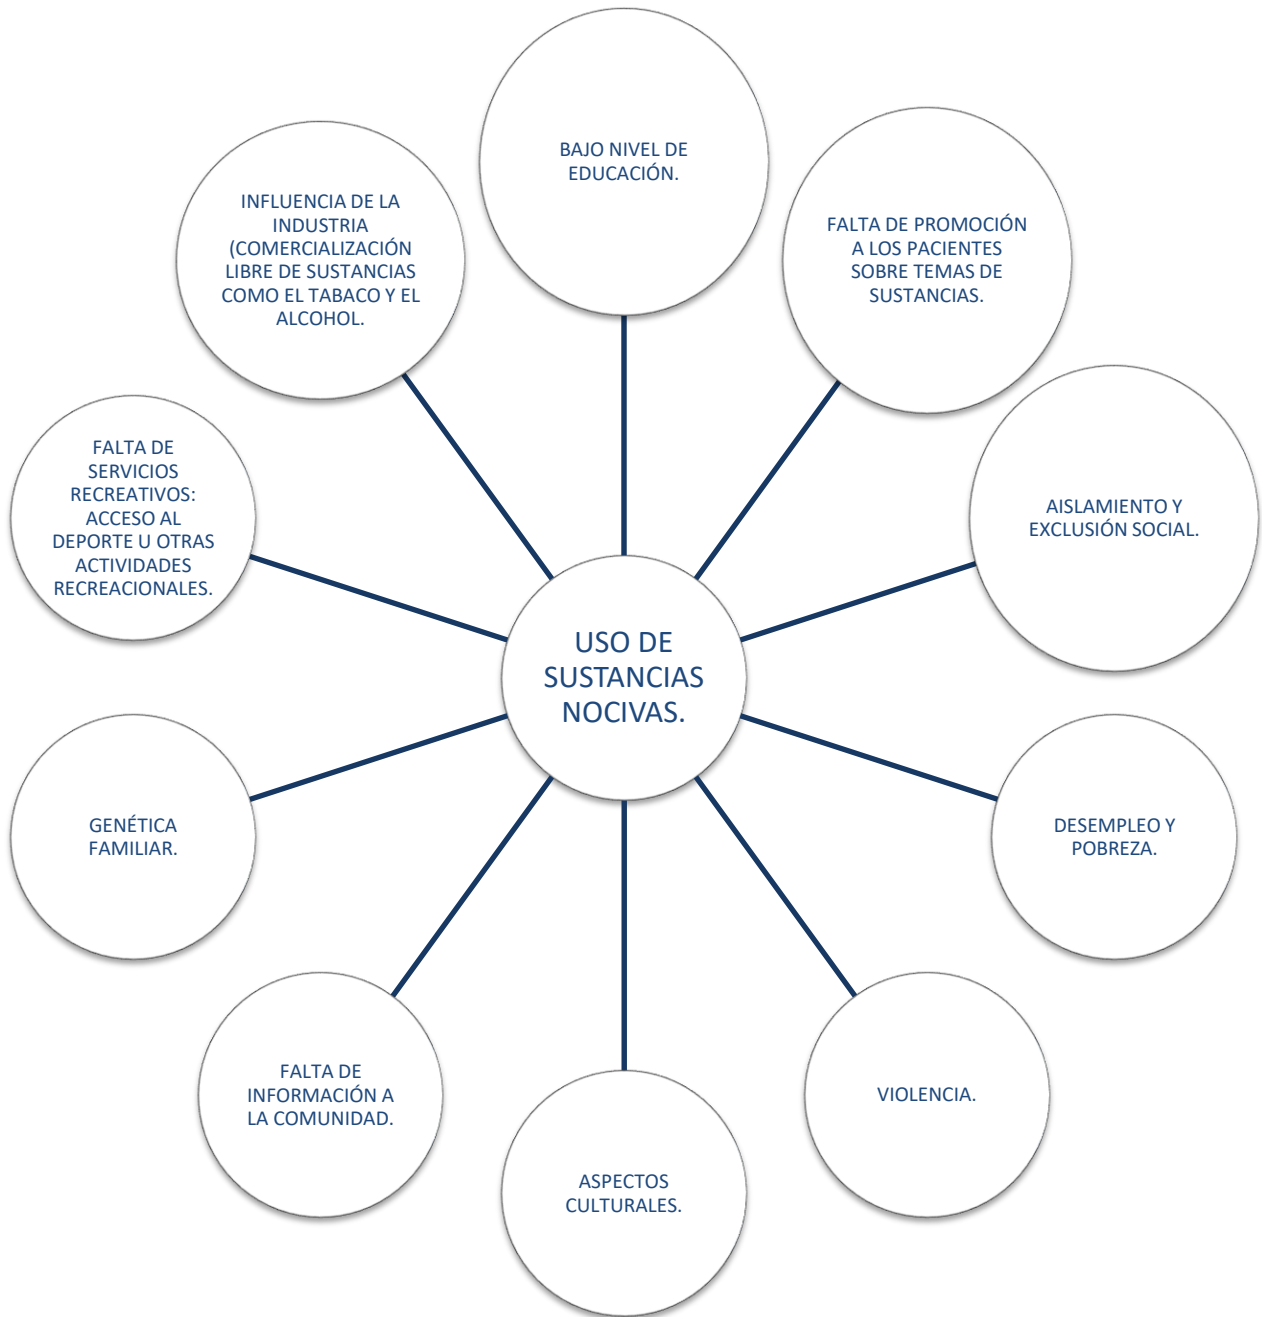 BAJO NIVEL DE
EDUCACIÓN.
FALTA DE PROMOCIÓN
A LOS PACIENTES
SOBRE TEMAS DE
SUSTANCIAS.
AISLAMIENTO Y
EXCLUSIÓN SOCIAL.
DESEMPLEO Y
POBREZA.
VIOLENCIA.
ASPECTOS
CULTURALES.
FALTA DE
INFORMACIÓN A
LA COMUNIDAD.
GENÉTICA
FAMILIAR.
FALTA DE
SERVICIOS
RECREATIVOS:
ACCESO AL
DEPORTE U OTRAS
ACTIVIDADES
RECREACIONALES.
INFLUENCIA DE LA
INDUSTRIA
(COMERCIALIZACIÓN
LIBRE DE SUSTANCIAS
COMO EL TABACO Y EL
ALCOHOL.
USO DE
SUSTANCIAS
NOCIVAS.